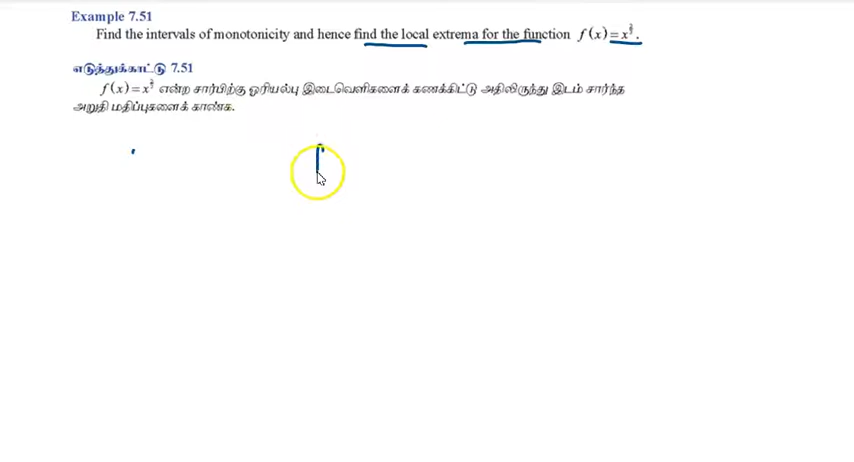 Example 7.51
Find the intervals of monotonicity and hence find the local extrema for the function f(x) = x^{2/3}.
எடுத்துக்காட்டு 7.51
f(x) = x^{2/3} என்ற சார்பிற்கு ஓரியல்பு இடைவெளிகளைக் கணக்கிட்டு அதிலிருந்து இடம் சார்ந்த
அறுதி மதிப்புகளைக் காண்க.